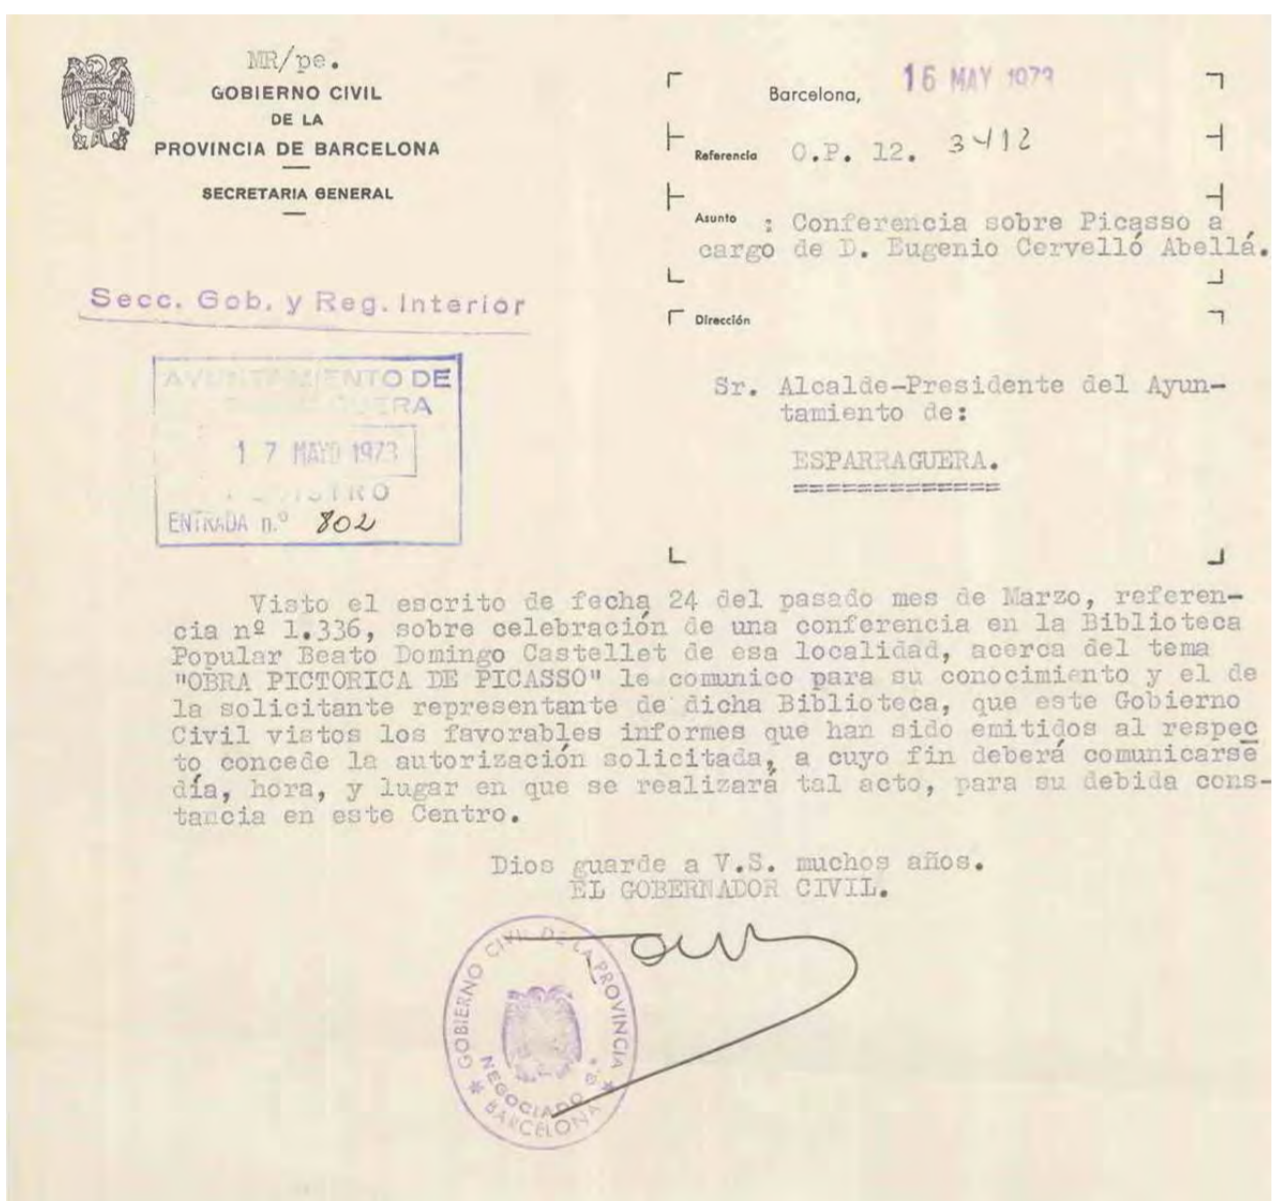 MR/pe.
GOBIERNO CIVIL
DE LA
PROVINCIA DE BARCELONA
SECRETARIA GENERAL
Barcelona, 16 MAY 1973
Referencia O.P. 12. 3412
Asunto : Conferencia sobre Picasso a
cargo de D. Eugenio Cervelló Abellá.
Secc. Gob. y Reg. Interior
Dirección
AYUNTAMIENTO DE
17 MAYO 1973
REGISTRO
ENTRADA n.º 802
Sr. Alcalde-Presidente del Ayun-
tamiento de:
ESPARRAGUERA.
=============
Visto el escrito de fecha 24 del pasado mes de Marzo, referen-
cia nº 1.336, sobre celebración de una conferencia en la Biblioteca
Popular Beato Domingo Castellet de esa localidad, acerca del tema
"OBRA PICTORICA DE PICASSO" le comunico para su conocimiento y el de
la solicitante representante de dicha Biblioteca, que este Gobierno
Civil vistos los favorables informes que han sido emitidos al respec
to concede la autorización solicitada, a cuyo fin deberá comunicarse
día, hora, y lugar en que se realizará tal acto, para su debida cons-
tancia en este Centro.
Dios guarde a V.S. muchos años.
EL GOBERNADOR CIVIL.
GOBIERNO CIVIL DE LA PROVINCIA
NEGOCIADO
* BARCELONA *